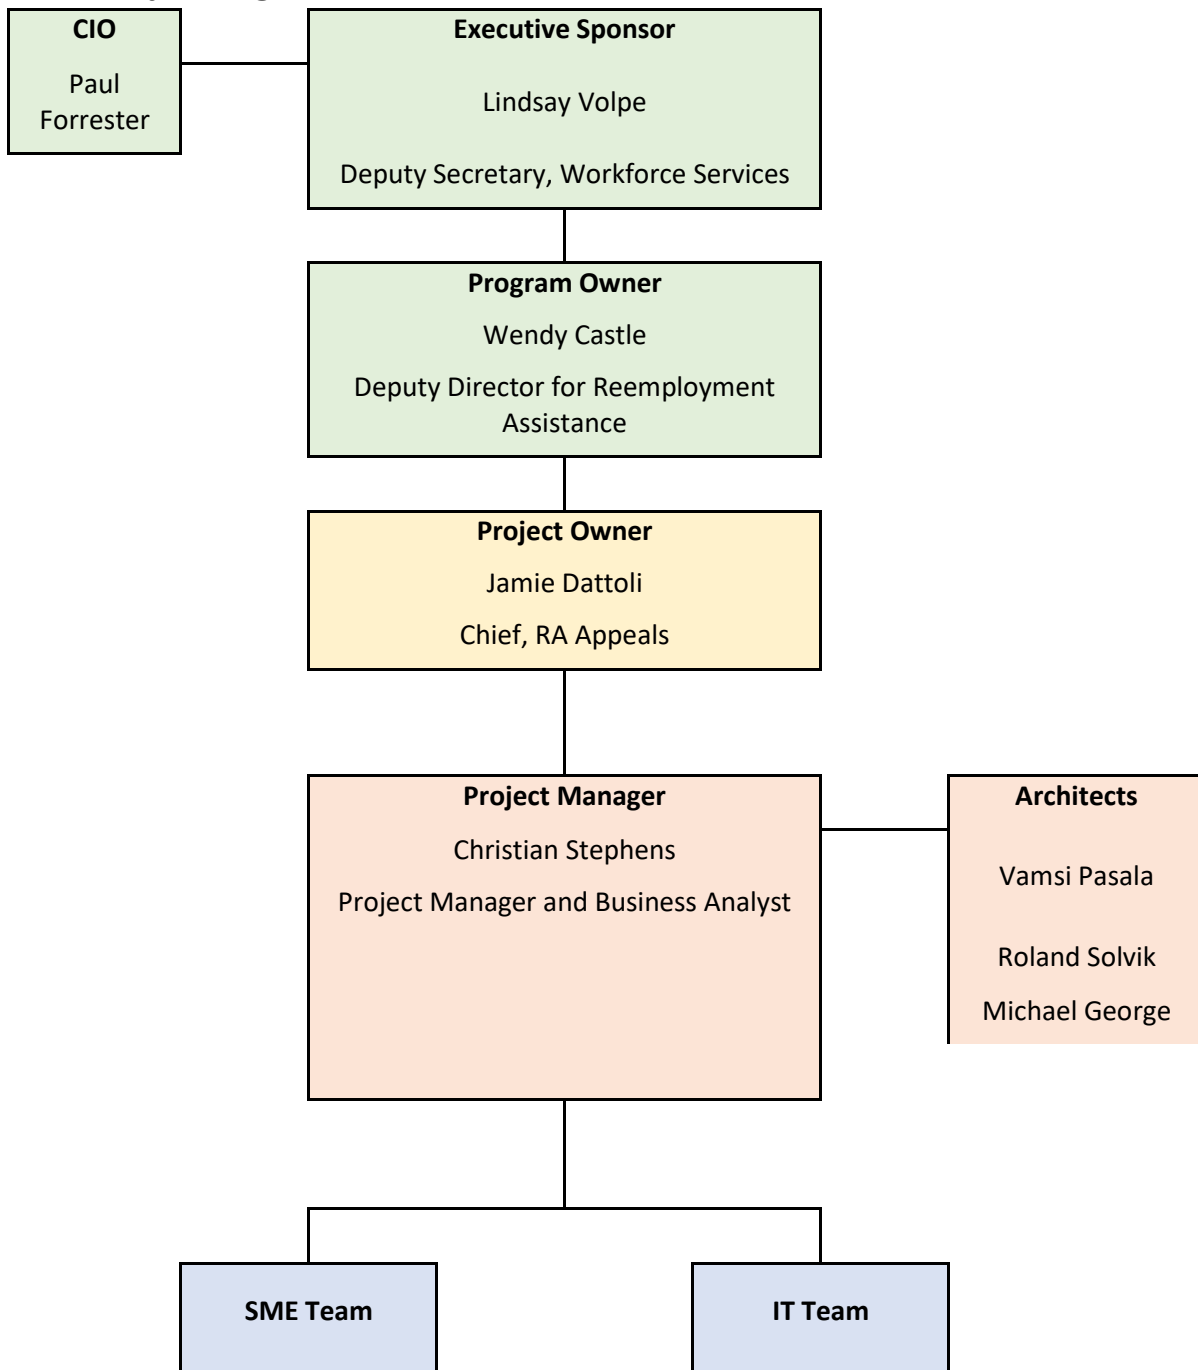 CIO
Paul
Forrester
Executive Sponsor
Lindsay Volpe
Deputy Secretary, Workforce Services
Program Owner
Wendy Castle
Deputy Director for Reemployment
Assistance
Project Owner
Jamie Dattoli
Chief, RA Appeals
Project Manager
Christian Stephens
Project Manager and Business Analyst
Architects
Vamsi Pasala
Roland Solvik
Michael George
SME Team
IT Team